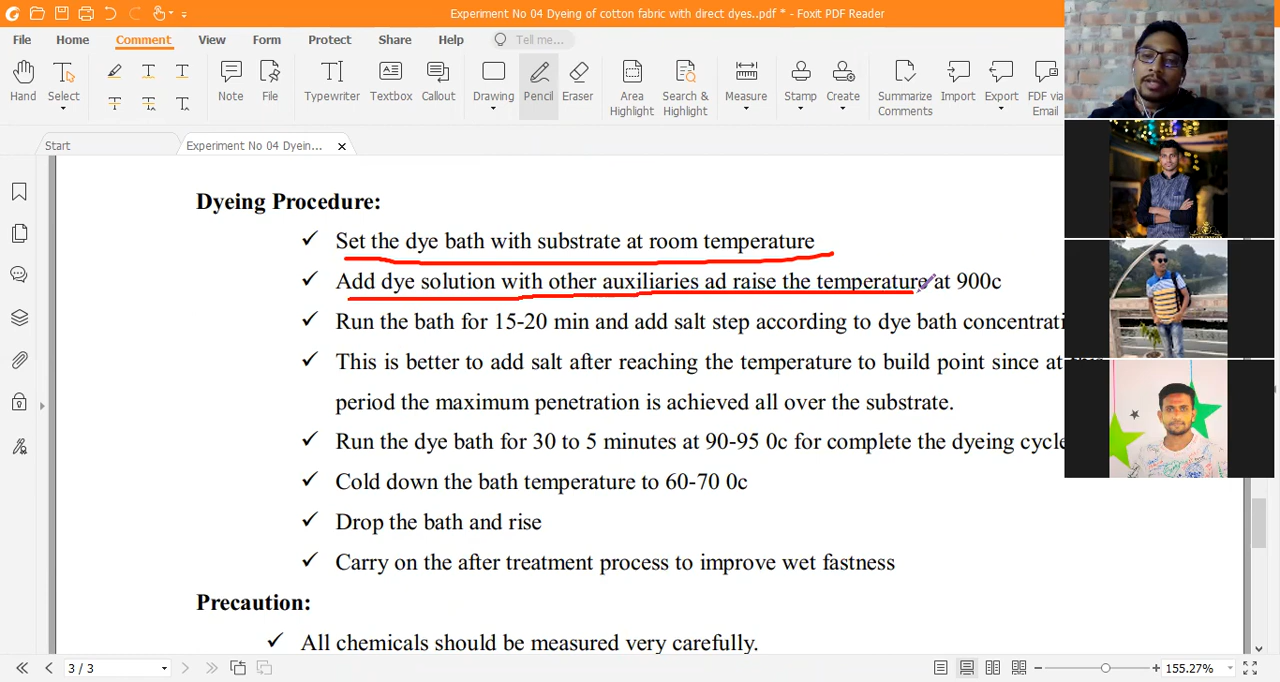 Experiment No 04 Dyeing of cotton fabric with direct dyes..pdf * - Foxit PDF Reader
File Home Comment View Form Protect Share Help Tell me...
Hand Select Note File Typewriter Textbox Callout Drawing Pencil Eraser Area Highlight Search & Highlight Measure Stamp Create Summarize Comments Import Export FDF via Email
Start Experiment No 04 Dyein...
Dyeing Procedure:
✓ Set the dye bath with substrate at room temperature
✓ Add dye solution with other auxiliaries ad raise the temperature at 900c
✓ Run the bath for 15-20 min and add salt step according to dye bath concentrati
✓ This is better to add salt after reaching the temperature to build point since at
period the maximum penetration is achieved all over the substrate.
✓ Run the dye bath for 30 to 5 minutes at 90-95 0c for complete the dyeing cycle
✓ Cold down the bath temperature to 60-70 0c
✓ Drop the bath and rise
✓ Carry on the after treatment process to improve wet fastness
Precaution:
✓ All chemicals should be measured very carefully.
3 / 3 155.27%